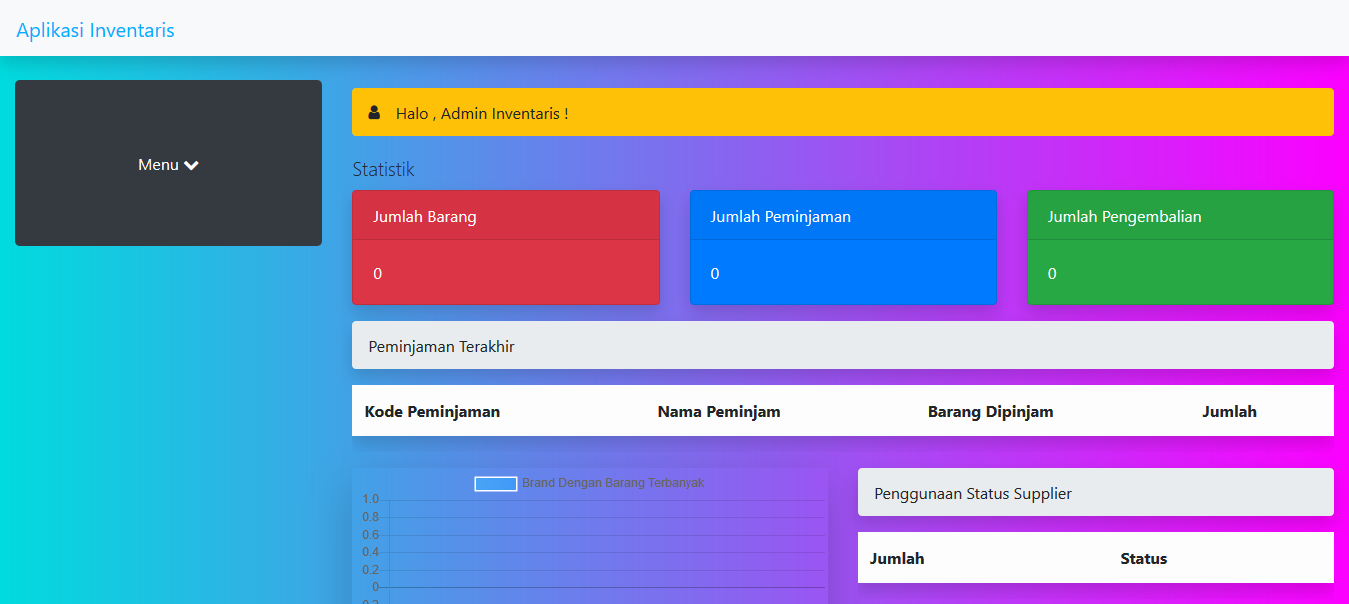 Aplikasi Inventaris
Menu
Halo , Admin Inventaris !
Statistik
Jumlah Barang
0
Jumlah Peminjaman
0
Jumlah Pengembalian
0
Peminjaman Terakhir
Kode Peminjaman Nama Peminjam Barang Dipinjam Jumlah
Brand Dengan Barang Terbanyak
1.0
0.8
0.6
0.4
0.2
0
Penggunaan Status Supplier
Jumlah Status